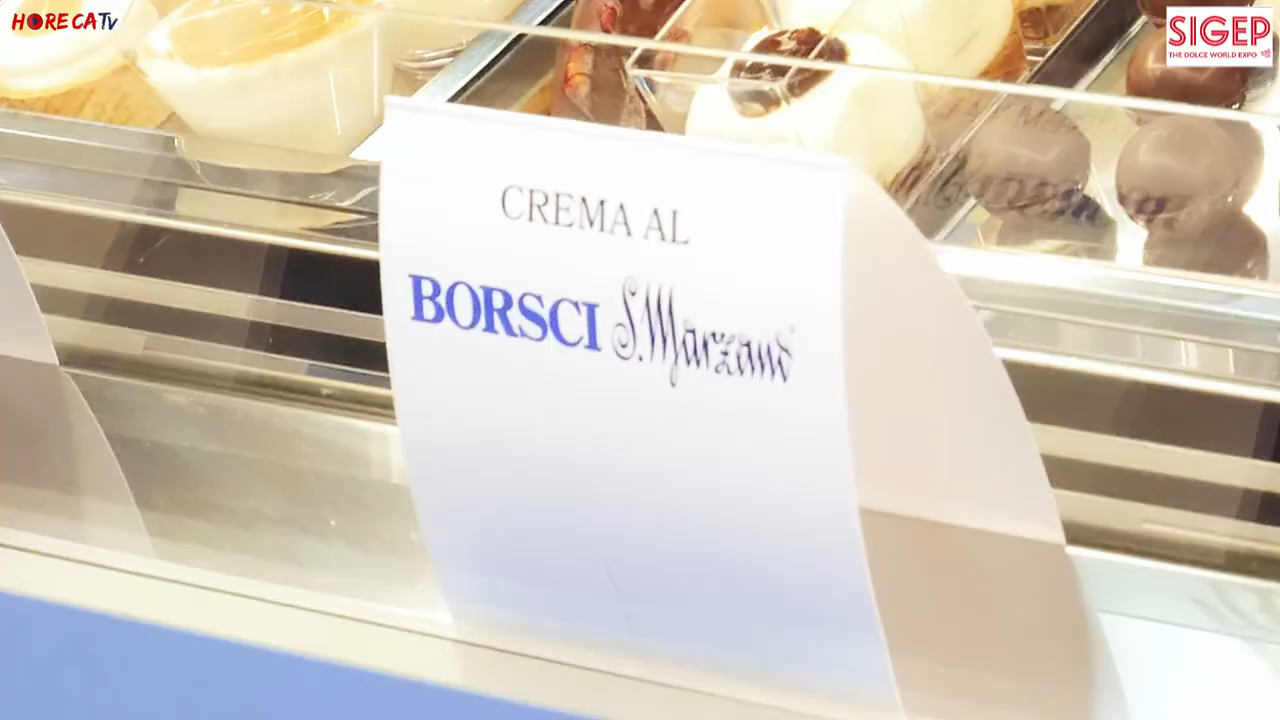 HORECATv
SIGEP
THE DOLCE WORLD EXPO
CREMA AL
BORSCI S.Marzano